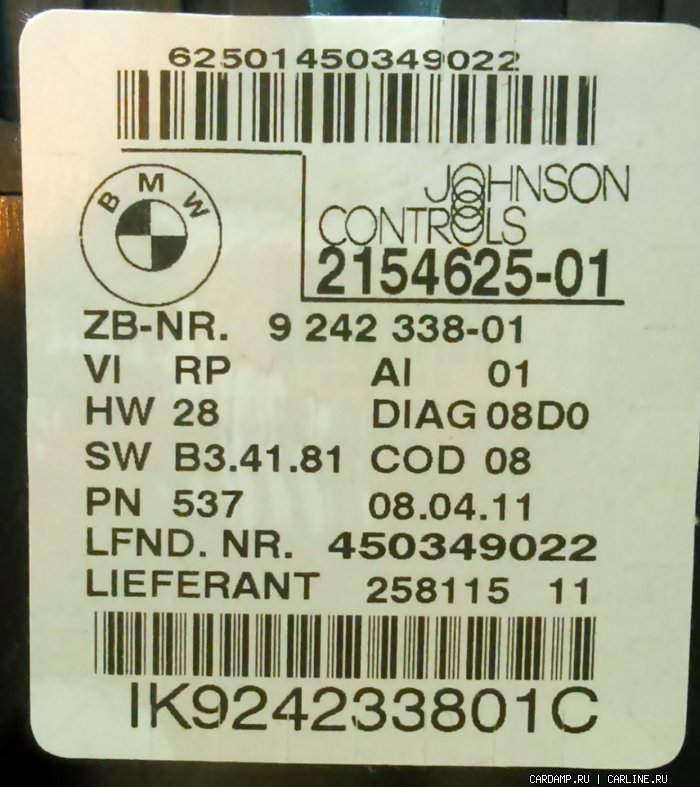 62501450349022
BMW
JOHNSON
CONTROLS
2154625-01
ZB-NR. 9 242 338-01
VI RP AI 01
HW 28 DIAG 08D0
SW B3.41.81 COD 08
PN 537 08.04.11
LFND. NR. 450349022
LIEFERANT 258115 11
IK924233801C
CARDAMP.RU | CARLINE.RU